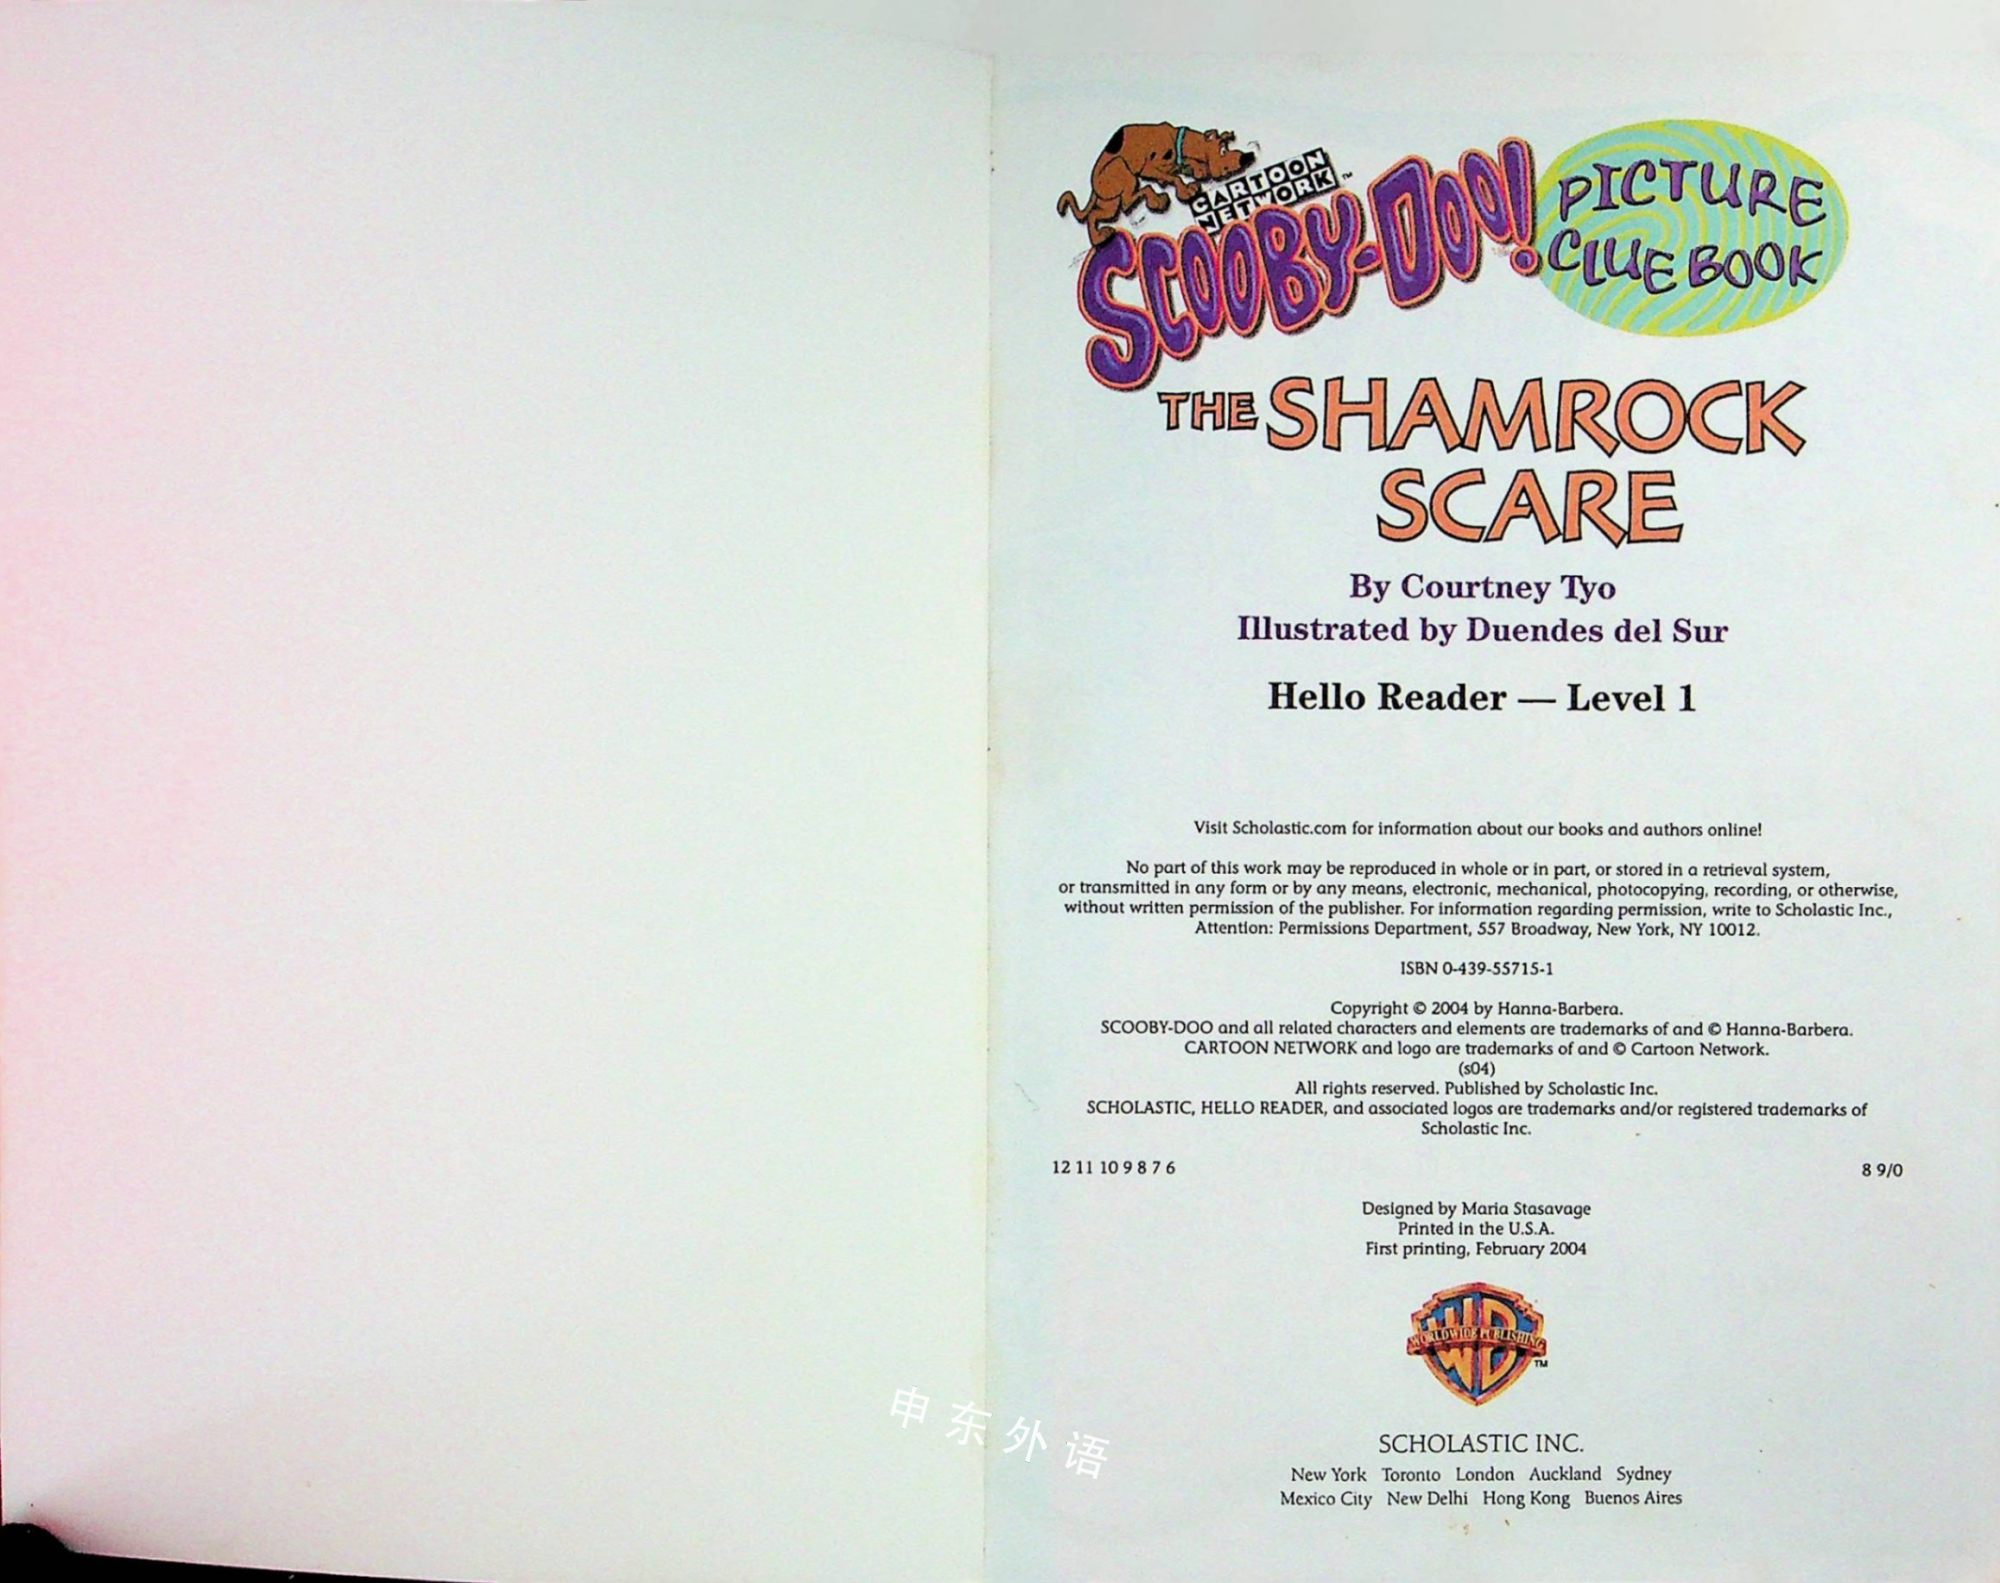 CARTOON
NETWORK™
SCOOBY-DOO!
PICTURE
CLUE BOOK
THE SHAMROCK
SCARE
By Courtney Tyo
Illustrated by Duendes del Sur
Hello Reader — Level 1
Visit Scholastic.com for information about our books and authors online!
No part of this work may be reproduced in whole or in part, or stored in a retrieval system,
or transmitted in any form or by any means, electronic, mechanical, photocopying, recording, or otherwise,
without written permission of the publisher. For information regarding permission, write to Scholastic Inc.,
Attention: Permissions Department, 557 Broadway, New York, NY 10012.
ISBN 0-439-55715-1
Copyright © 2004 by Hanna-Barbera.
SCOOBY-DOO and all related characters and elements are trademarks of and © Hanna-Barbera.
CARTOON NETWORK and logo are trademarks of and © Cartoon Network.
(s04)
All rights reserved. Published by Scholastic Inc.
SCHOLASTIC, HELLO READER, and associated logos are trademarks and/or registered trademarks of
Scholastic Inc.
12 11 10 9 8 7 6 8 9/0
Designed by Maria Stasavage
Printed in the U.S.A.
First printing, February 2004
WB
WORLDWIDE PUBLISHING
TM
申东外语
SCHOLASTIC INC.
New York Toronto London Auckland Sydney
Mexico City New Delhi Hong Kong Buenos Aires